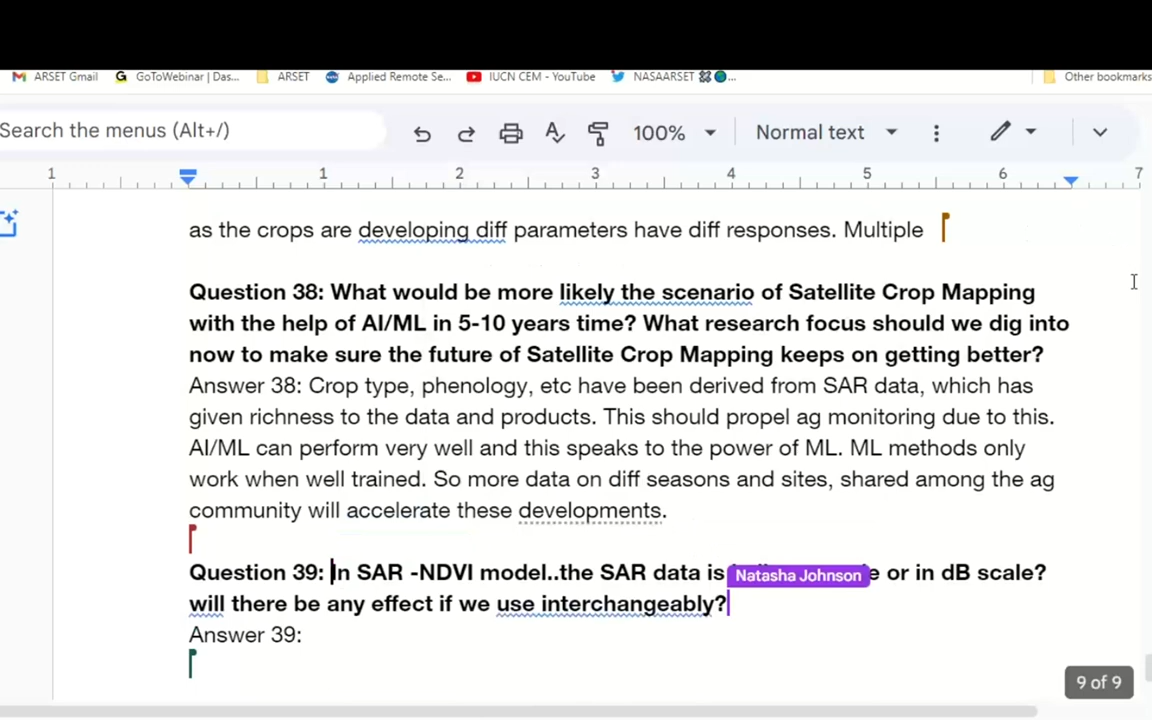 ARSET Gmail GoToWebinar | Das... ARSET Applied Remote Se... IUCN CEM - YouTube NASAARSET Other bookmarks
Search the menus (Alt+/) 100% Normal text
1 1 2 3 4 5 6 7
as the crops are developing diff parameters have diff responses. Multiple
Question 38: What would be more likely the scenario of Satellite Crop Mapping
with the help of AI/ML in 5-10 years time? What research focus should we dig into
now to make sure the future of Satellite Crop Mapping keeps on getting better?
Answer 38: Crop type, phenology, etc have been derived from SAR data, which has
given richness to the data and products. This should propel ag monitoring due to this.
AI/ML can perform very well and this speaks to the power of ML. ML methods only
work when well trained. So more data on diff seasons and sites, shared among the ag
community will accelerate these developments.
Question 39: In SAR -NDVI model..the SAR data is Natasha Johnson e or in dB scale?
will there be any effect if we use interchangeably?
Answer 39:
9 of 9